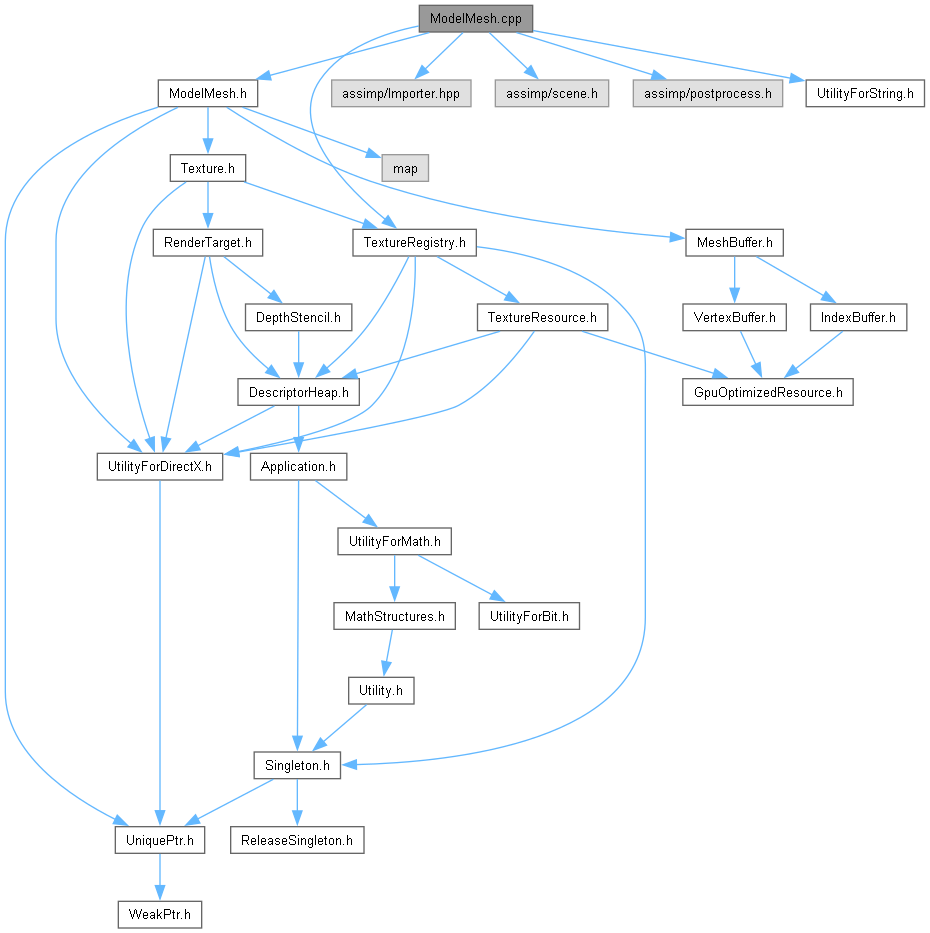 ModelMesh.cpp
ModelMesh.h
assimp/Importer.hpp
assimp/scene.h
assimp/postprocess.h
UtilityForString.h
Texture.h
map
RenderTarget.h
TextureRegistry.h
MeshBuffer.h
DepthStencil.h
TextureResource.h
VertexBuffer.h
IndexBuffer.h
DescriptorHeap.h
GpuOptimizedResource.h
UtilityForDirectX.h
Application.h
UtilityForMath.h
MathStructures.h
UtilityForBit.h
Utility.h
Singleton.h
UniquePtr.h
ReleaseSingleton.h
WeakPtr.h